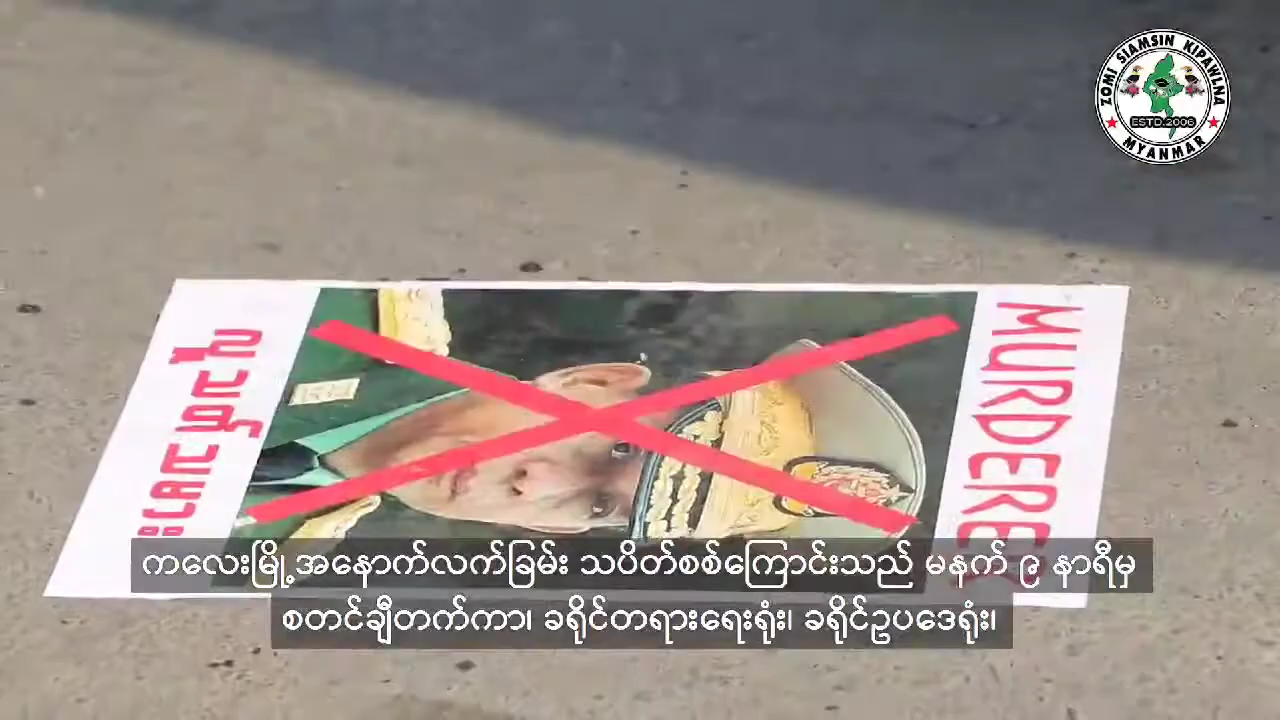 ZOMI SIAMSIN KIPAWLNA
ESTD.2006
MYANMAR
MURDERER
ကလေးမြို့အနောက်လက်ခြမ်း သပိတ်စစ်ကြောင်းသည် မနက် ၉ နာရီမှ
စတင်ချီတက်ကာ၊ ခရိုင်တရားရေးရုံး၊ ခရိုင်ဥပဒေရုံး၊